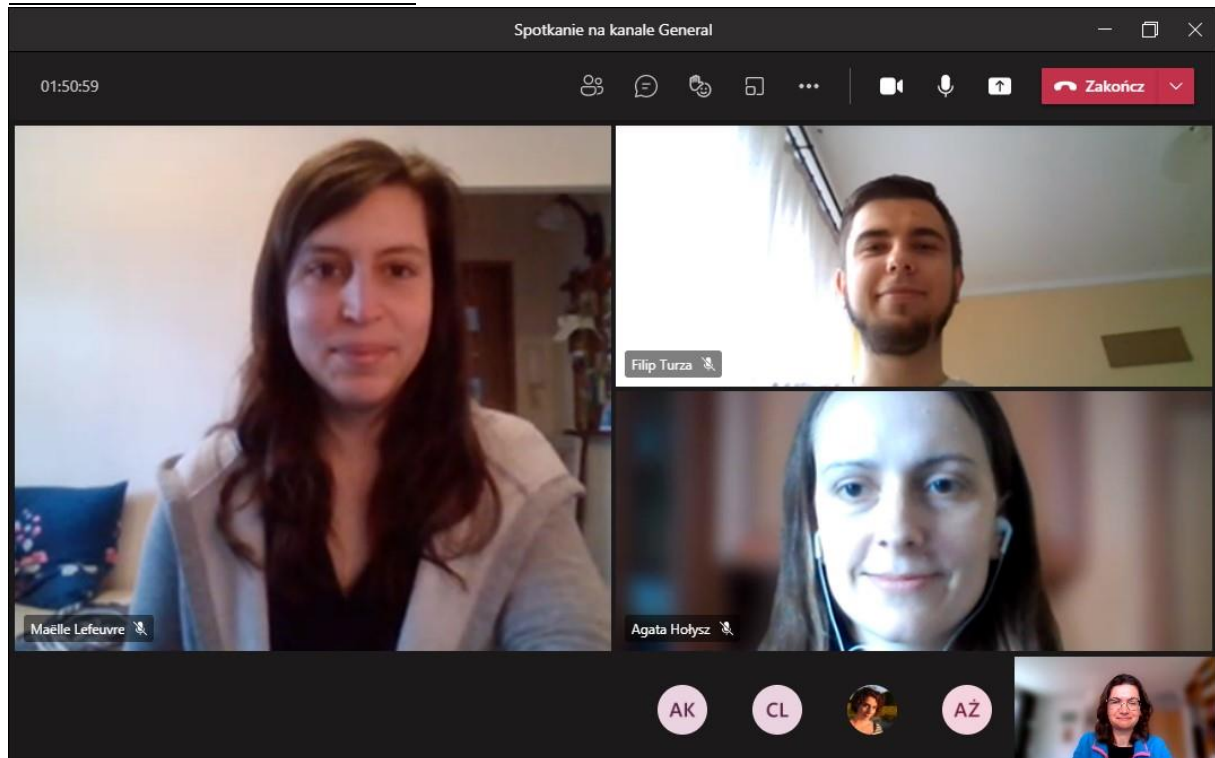 Spotkanie na kanale General
01:50:59
Zakończ
Filip Turza
Maëlle Lefeuvre
Agata Hołysz
AK
CL
AŻ